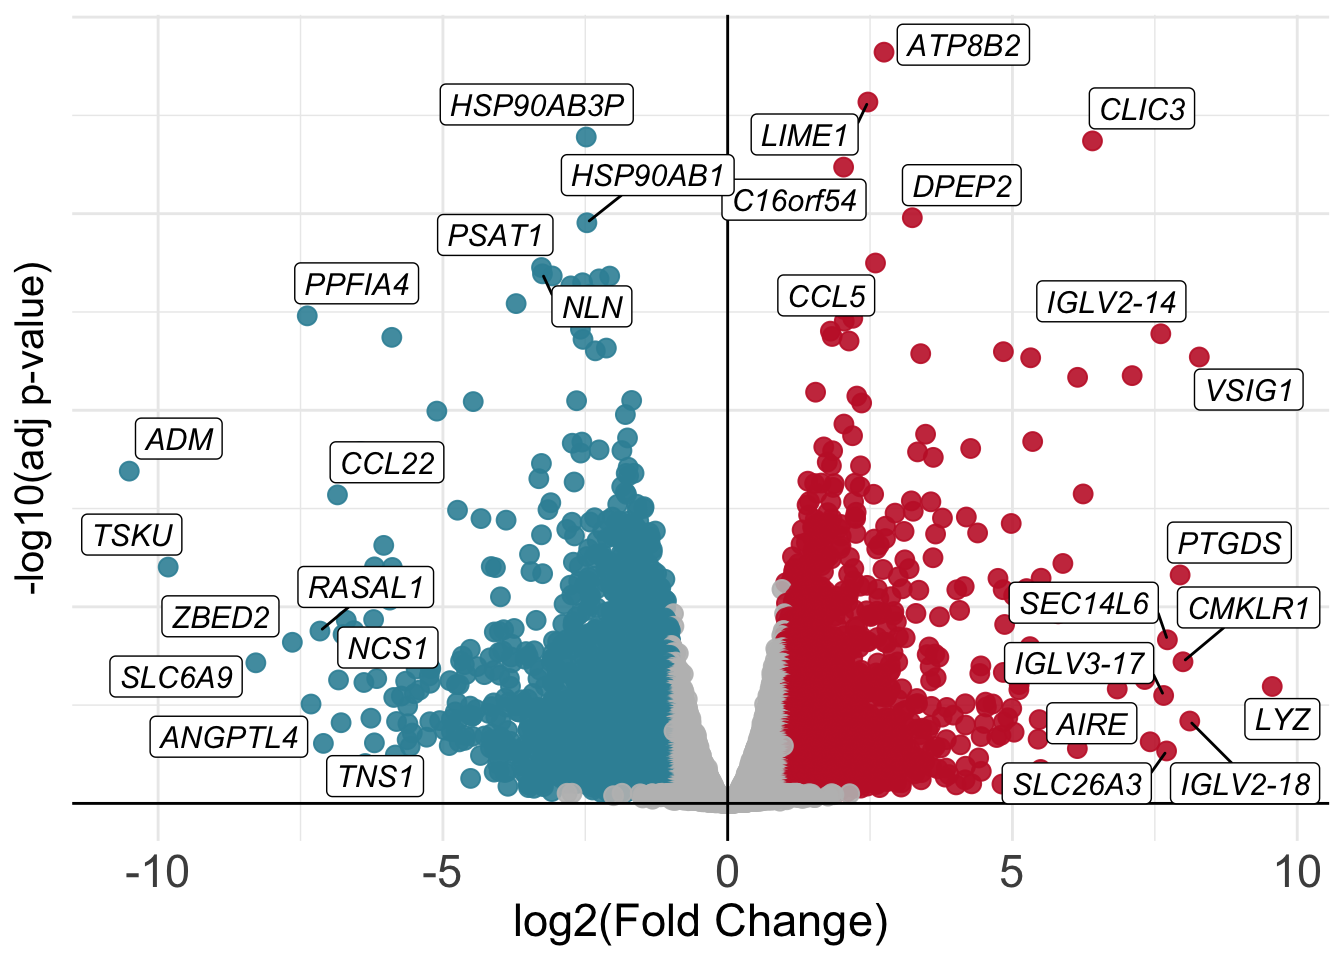 ATP8B2
HSP90AB3P
CLIC3
LIME1
HSP90AB1
DPEP2
C16orf54
PSAT1
PPFIA4
CCL5
NLN
IGLV2-14
VSIG1
ADM
CCL22
TSKU
PTGDS
RASAL1
SEC14L6
CMKLR1
ZBED2
NCS1
IGLV3-17
SLC6A9
LYZ
ANGPTL4
AIRE
TNS1
SLC26A3
IGLV2-18
-log10(adj p-value)
-10 -5 0 5 10
log2(Fold Change)